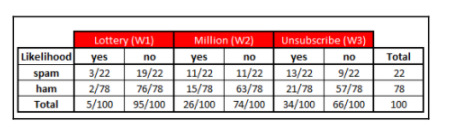 Lottery (W1) Million (W2) Unsubscribe (W3)
Likelihood yes no yes no yes no Total
spam 3/22 19/22 11/22 11/22 13/22 9/22 22
ham 2/78 76/78 15/78 63/78 21/78 57/78 78
Total 5/100 95/100 26/100 74/100 34/100 66/100 100